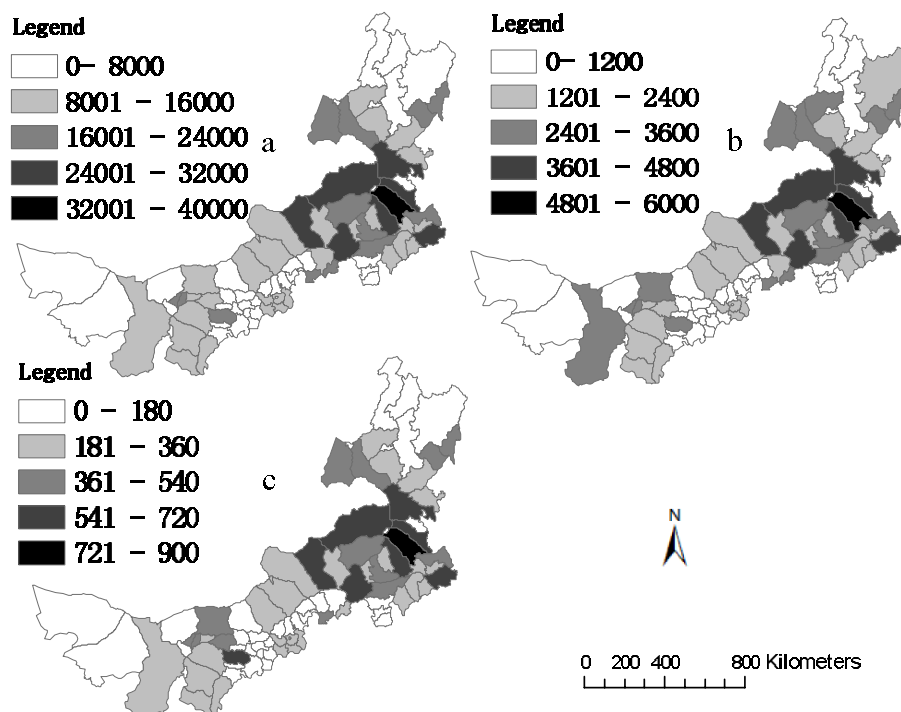 Legend
0- 8000
8001 - 16000
16001 - 24000
24001 - 32000
32001 - 40000
a
Legend
0- 1200
1201 - 2400
2401 - 3600
3601 - 4800
4801 - 6000
b
Legend
0 - 180
181 - 360
361 - 540
541 - 720
721 - 900
c
N
0 200 400 800 Kilometers